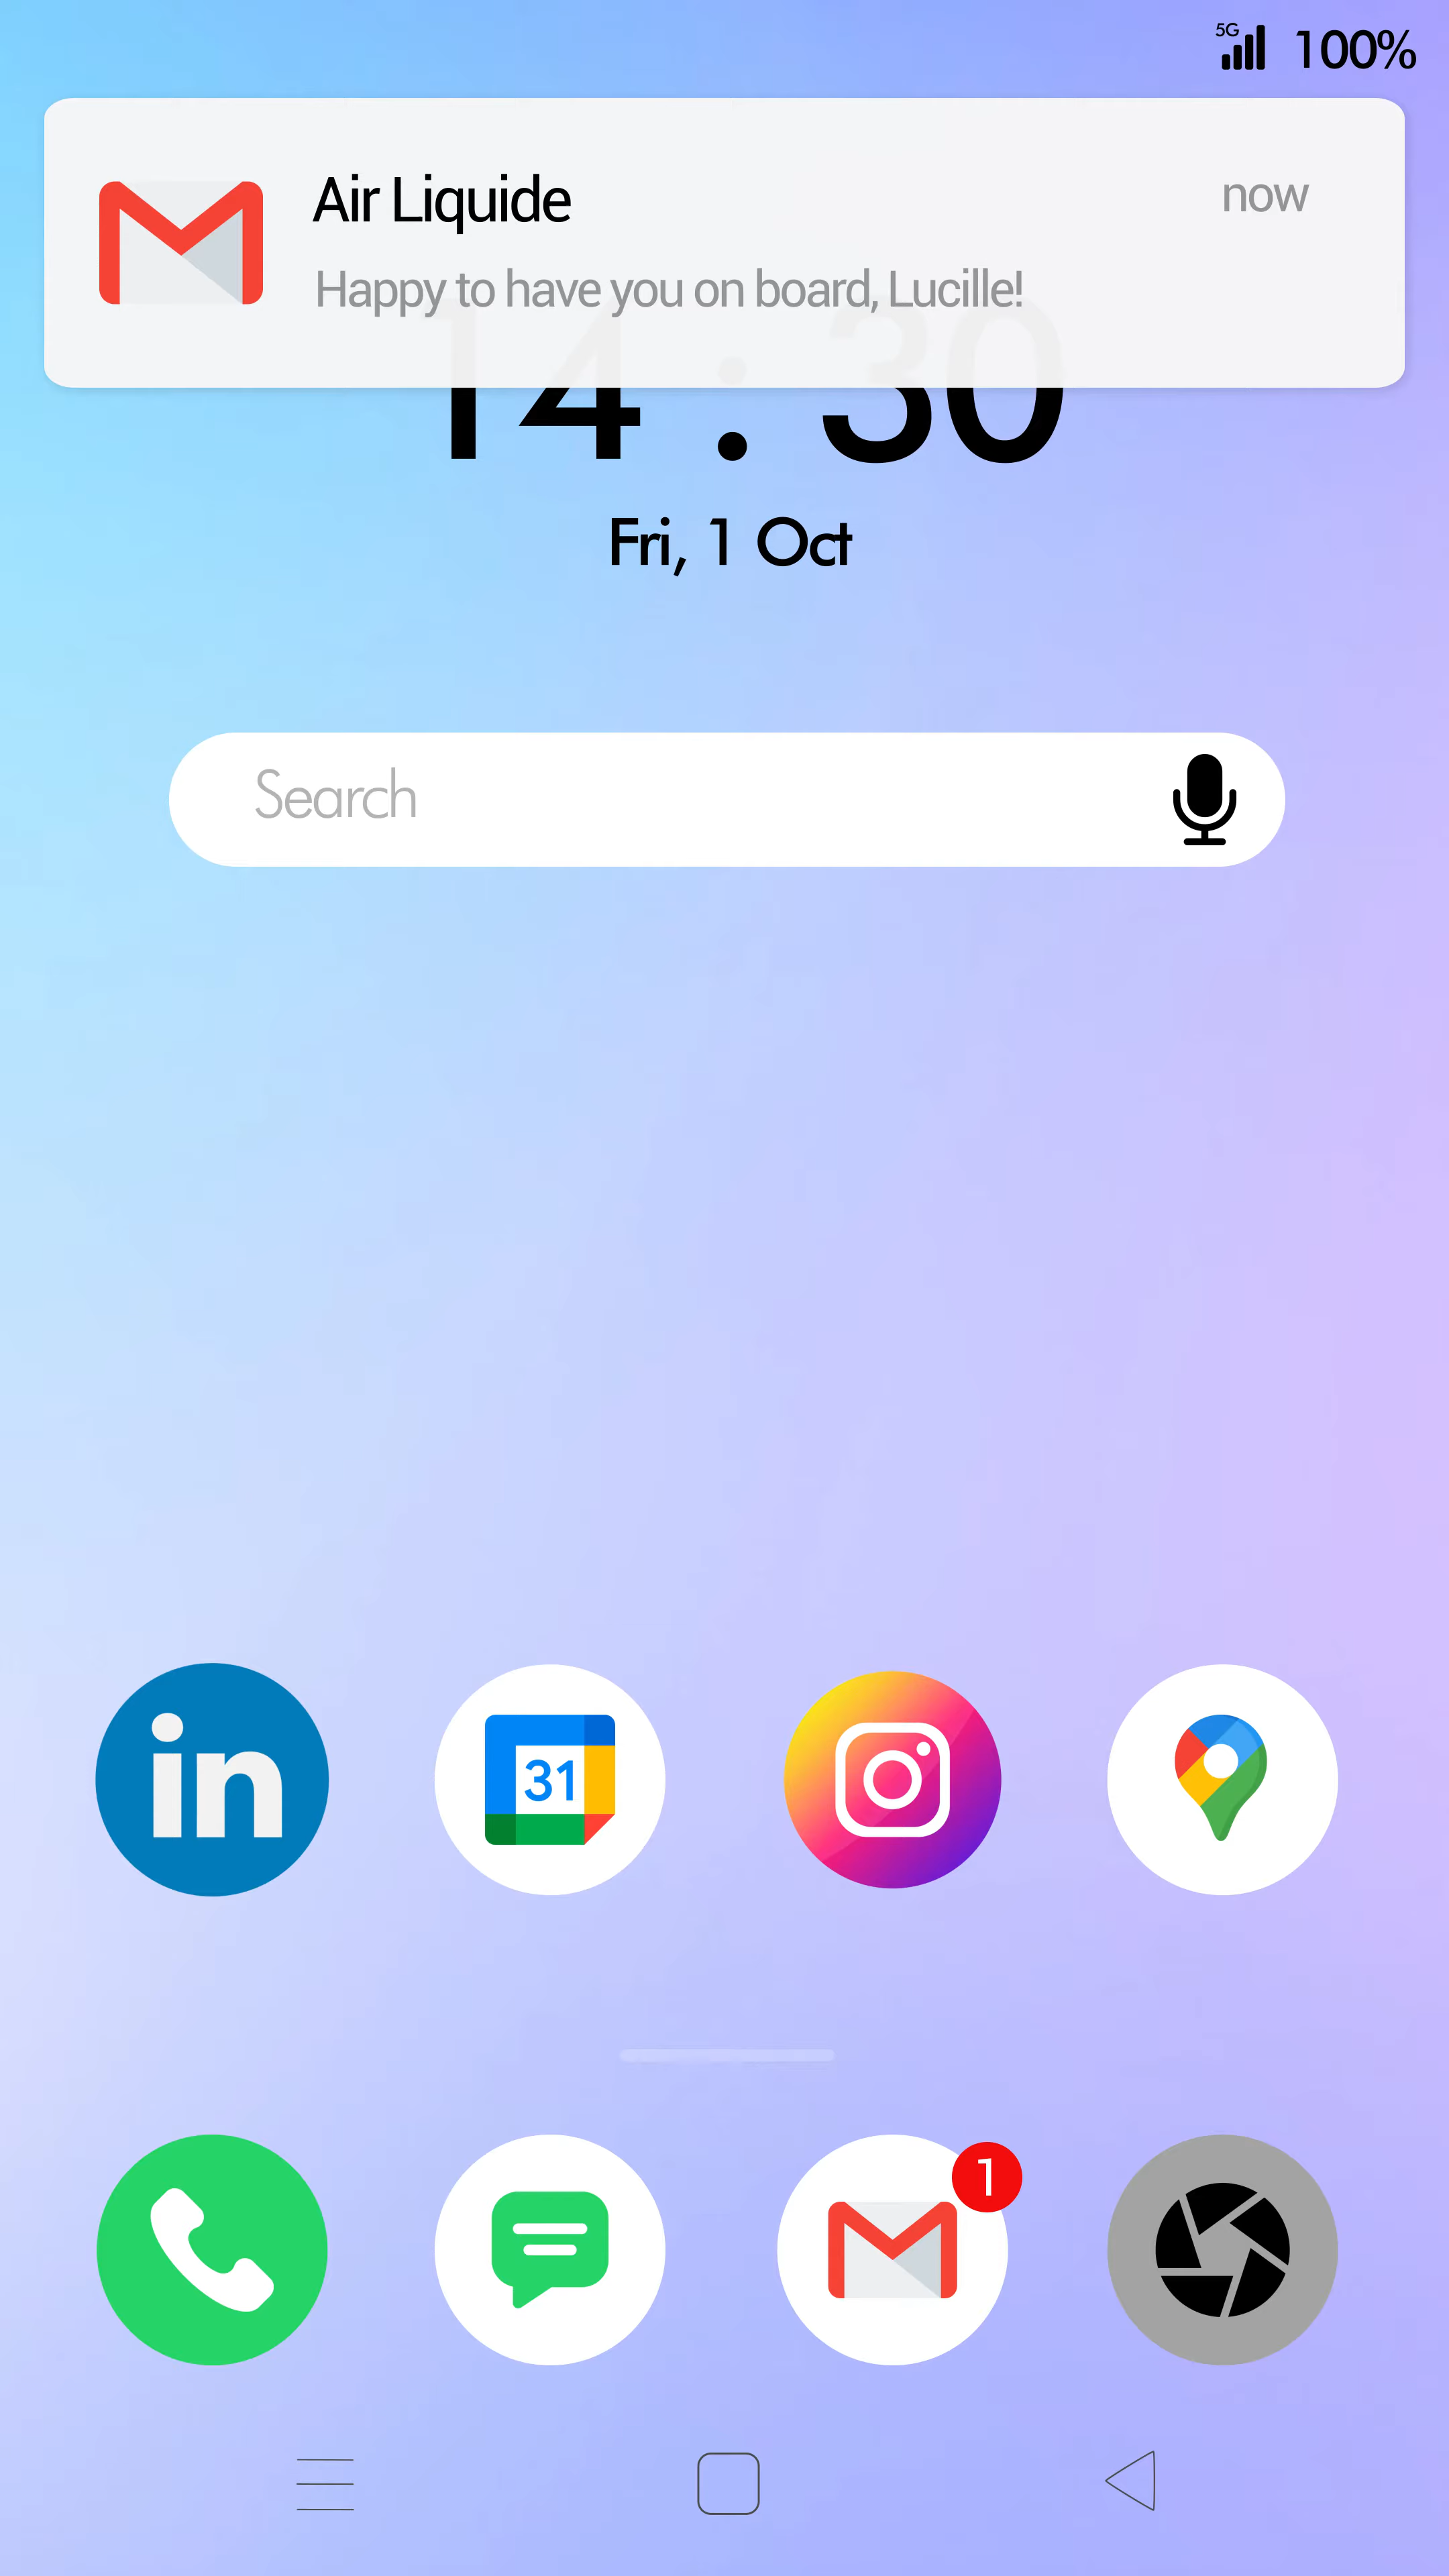 5G 100%
Air Liquide now
Happy to have you on board, Lucille!
14 : 30
Fri, 1 Oct
Search
in 31
1